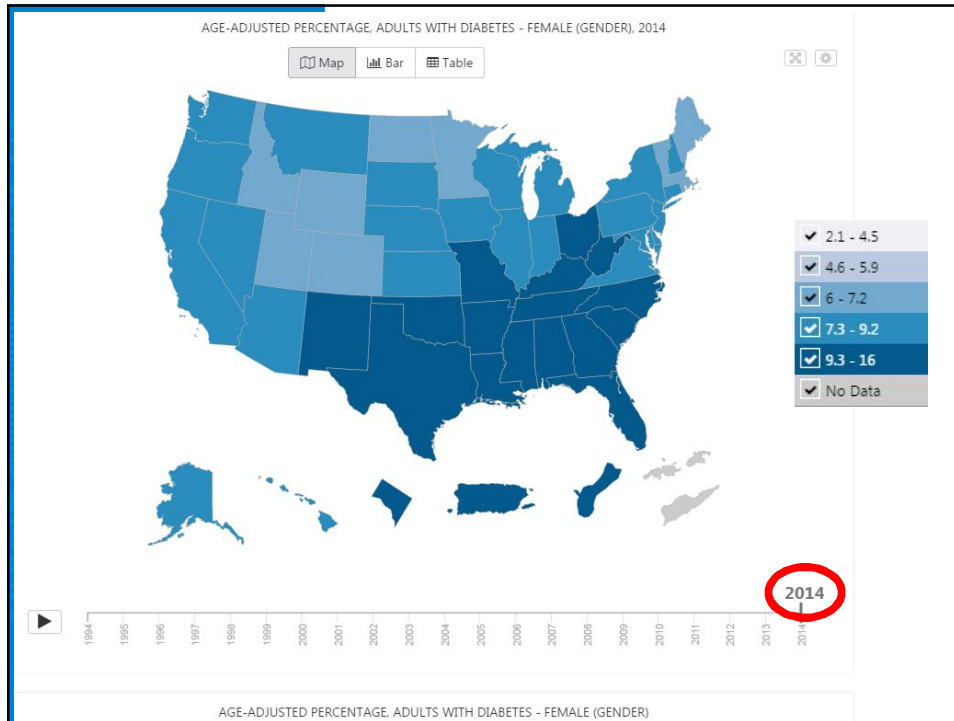 AGE-ADJUSTED PERCENTAGE, ADULTS WITH DIABETES - FEMALE (GENDER), 2014
Map Bar Table
2.1 - 4.5
4.6 - 5.9
6 - 7.2
7.3 - 9.2
9.3 - 16
No Data
2014
1994 1995 1996 1997 1998 1999 2000 2001 2002 2003 2004 2005 2006 2007 2008 2009 2010 2011 2012 2013 2014
AGE-ADJUSTED PERCENTAGE, ADULTS WITH DIABETES - FEMALE (GENDER)